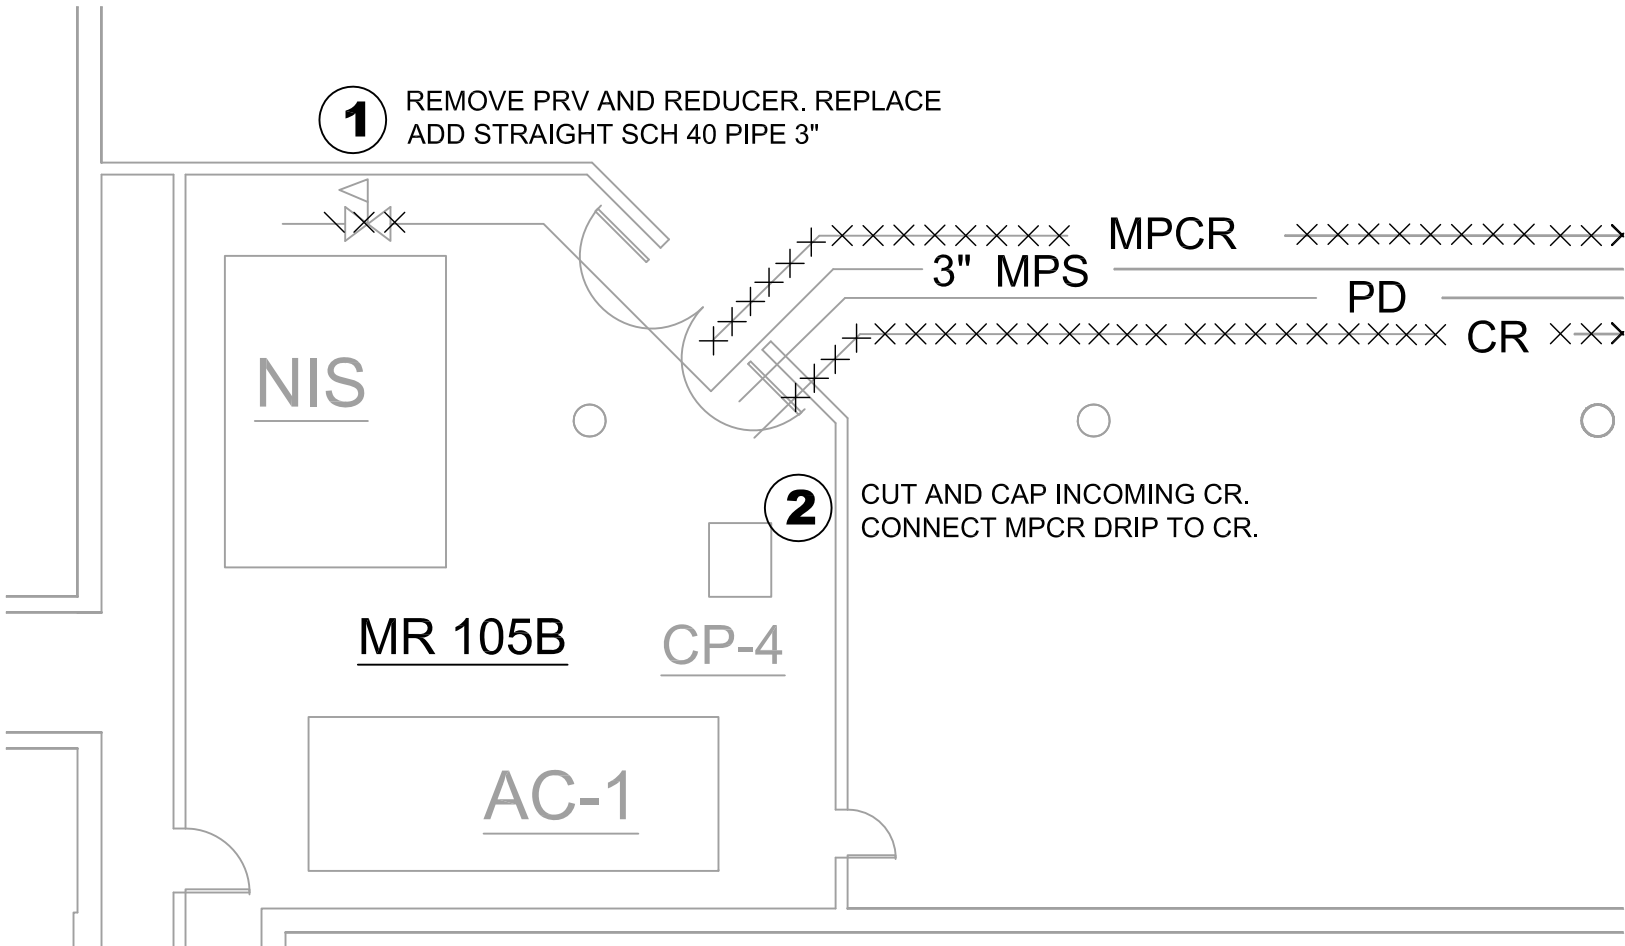 1
REMOVE PRV AND REDUCER. REPLACE
ADD STRAIGHT SCH 40 PIPE 3"
MPCR
3" MPS
PD
CR
NIS
2
CUT AND CAP INCOMING CR.
CONNECT MPCR DRIP TO CR.
MR 105B
CP-4
AC-1